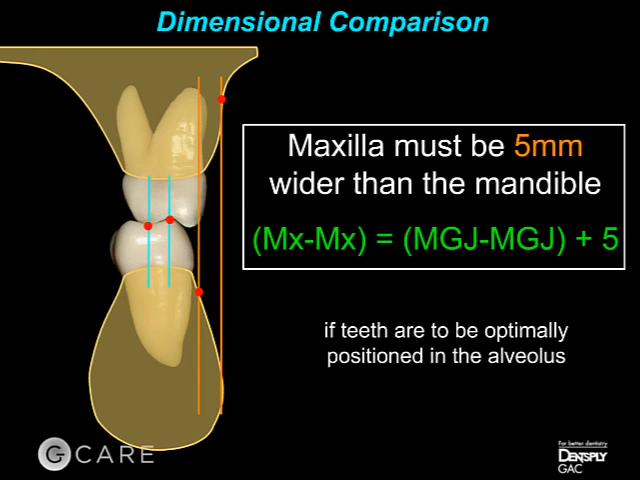 Dimensional Comparison
Maxilla must be 5mm
wider than the mandible
(Mx-Mx) = (MGJ-MGJ) + 5
if teeth are to be optimally
positioned in the alveolus
G CARE
For better dentistry
DENTSPLY
GAC